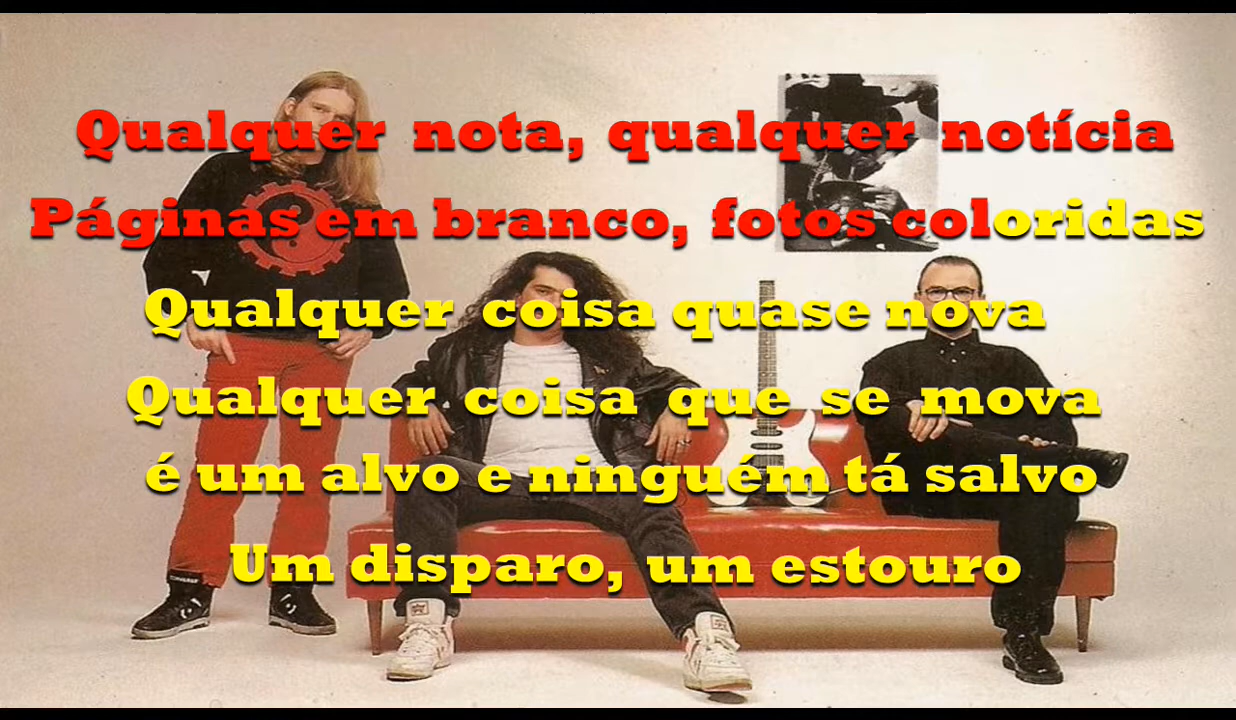 Qualquer nota, qualquer notícia
Páginas em branco, fotos coloridas
Qualquer coisa quase nova
Qualquer coisa que se mova
é um alvo e ninguém tá salvo
Um disparo, um estouro
CONVERSE